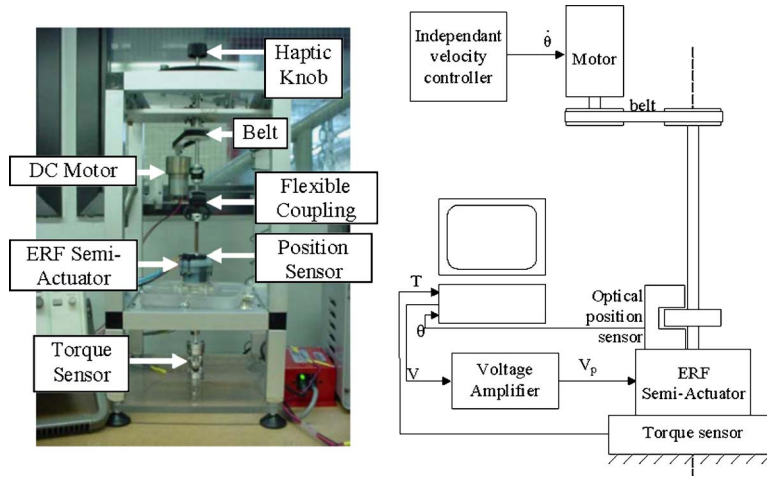 Haptic
Knob
Belt
DC Motor
Flexible
Coupling
ERF Semi-
Actuator
Position
Sensor
Torque
Sensor
Independant
velocity
controller
θ̇
Motor
belt
T
θ
V
Optical
position
sensor
Voltage
Amplifier
Vp
ERF
Semi-Actuator
Torque sensor